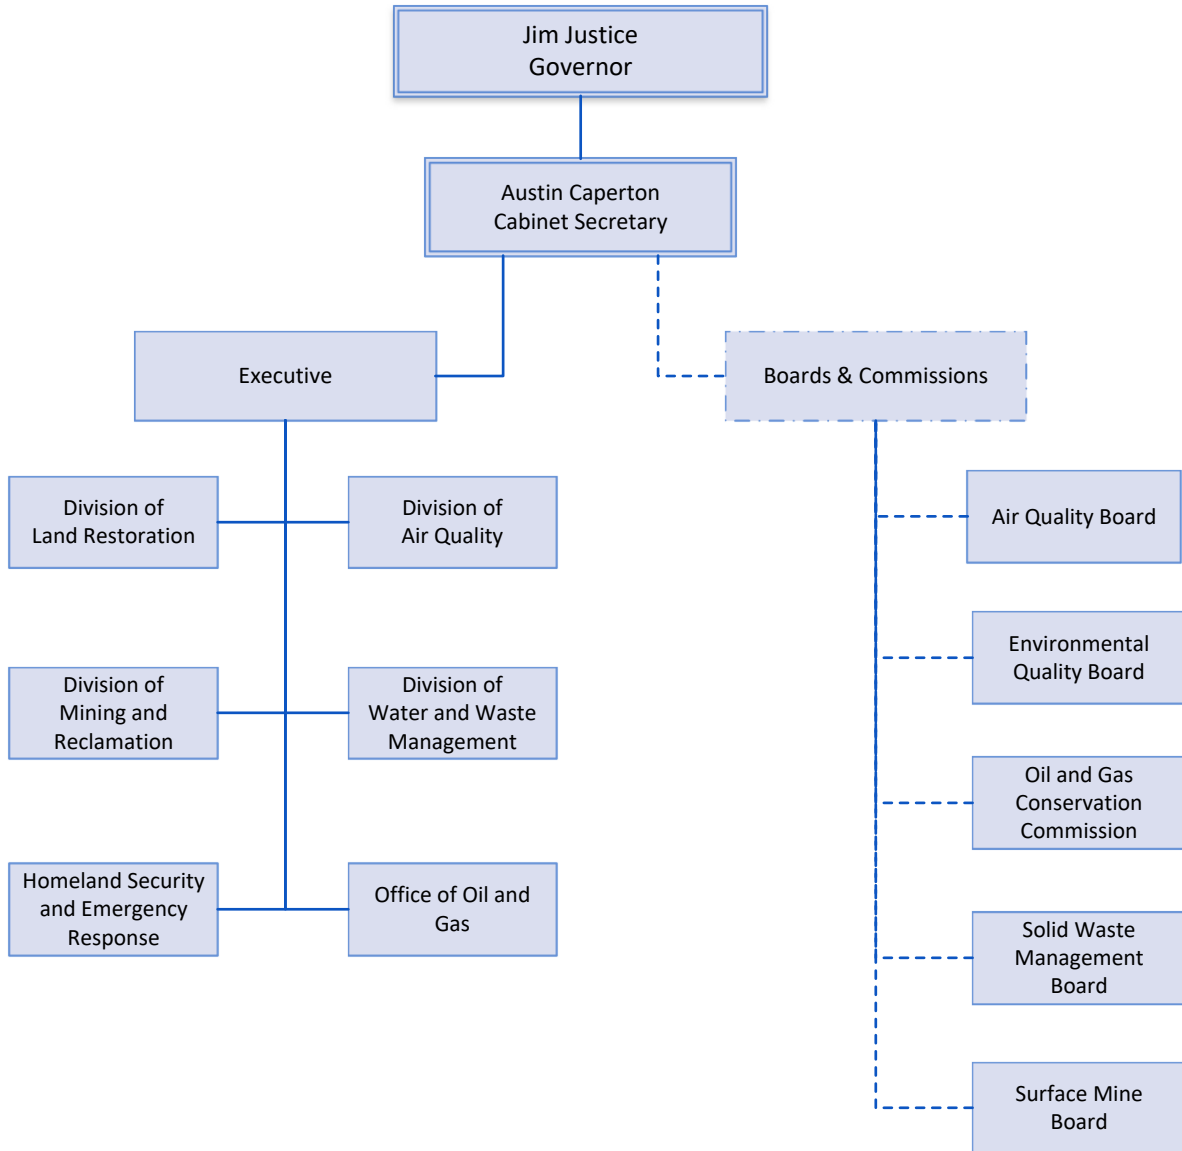 Jim Justice
Governor
Austin Caperton
Cabinet Secretary
Executive
Boards & Commissions
Division of
Land Restoration
Division of
Air Quality
Air Quality Board
Environmental
Quality Board
Division of
Mining and
Reclamation
Division of
Water and Waste
Management
Oil and Gas
Conservation
Commission
Homeland Security
and Emergency
Response
Office of Oil and
Gas
Solid Waste
Management
Board
Surface Mine
Board